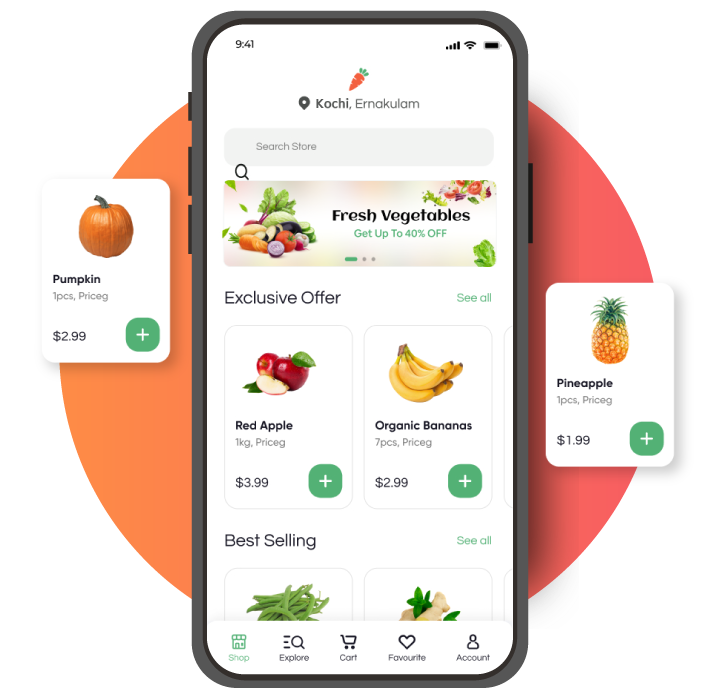 9:41
Kochi, Ernakulam
Search Store
Fresh Vegetables
Get Up To 40% OFF
Pumpkin
1pcs, Priceg
$2.99
Exclusive Offer
See all
Red Apple
1kg, Priceg
$3.99
Organic Bananas
7pcs, Priceg
$2.99
Pineapple
1pcs, Priceg
$1.99
Best Selling
See all
Shop
Explore
Cart
Favourite
Account